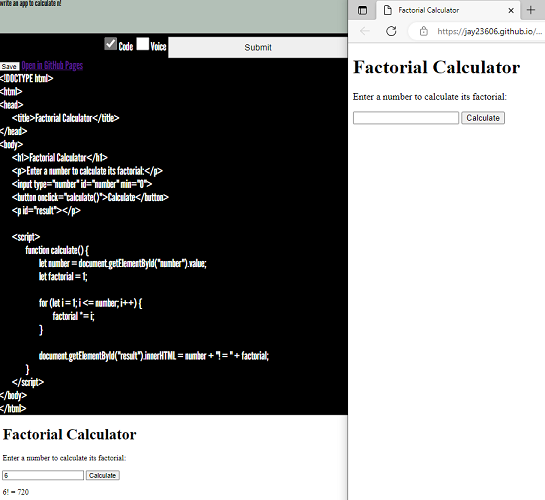 write an app to calculate 6!
Code Voice Submit
Save Open in GitHub Pages
<!DOCTYPE html>
<html>
<head>
<title>Factorial Calculator</title>
</head>
<body>
<h1>Factorial Calculator</h1>
<p>Enter a number to calculate its factorial:</p>
<input type="number" id="number" min="0">
<button onclick="calculate()">Calculate</button>
<p id="result"></p>
<script>
function calculate() {
let number = document.getElementById("number").value;
let factorial = 1;
for (let i = 1; i <= number; i++) {
factorial *= i;
}
document.getElementById("result").innerHTML = number + "! = " + factorial;
}
</script>
</body>
</html>
Factorial Calculator
Enter a number to calculate its factorial:
6 Calculate
6! = 720
Factorial Calculator
https://jay23606.github.io/...
Factorial Calculator
Enter a number to calculate its factorial:
Calculate